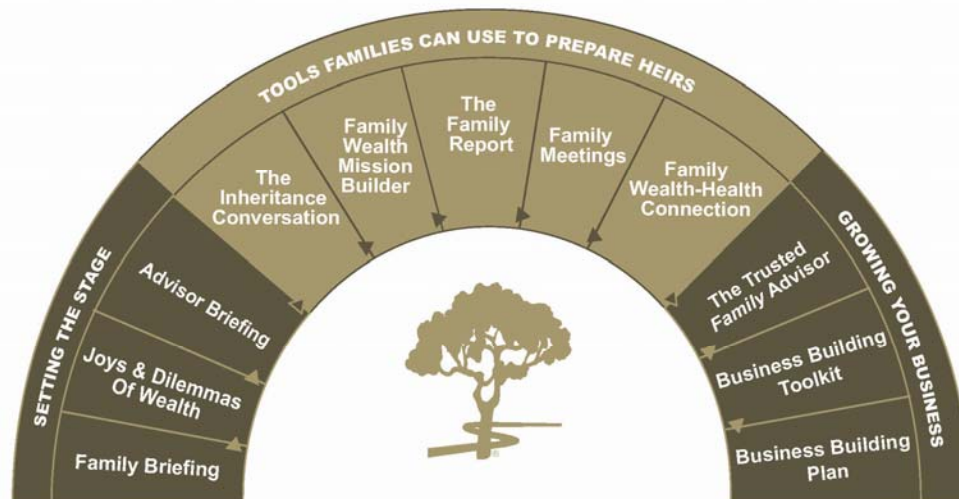 TOOLS FAMILIES CAN USE TO PREPARE HEIRS
The
Inheritance
Conversation
Family
Wealth
Mission
Builder
The
Family
Report
Family
Meetings
Family
Wealth-Health
Connection
SETTING THE STAGE
Advisor Briefing
Joys & Dilemmas
Of Wealth
Family Briefing
GROWING YOUR BUSINESS
The Trusted
Family Advisor
Business Building
Toolkit
Business Building
Plan
®